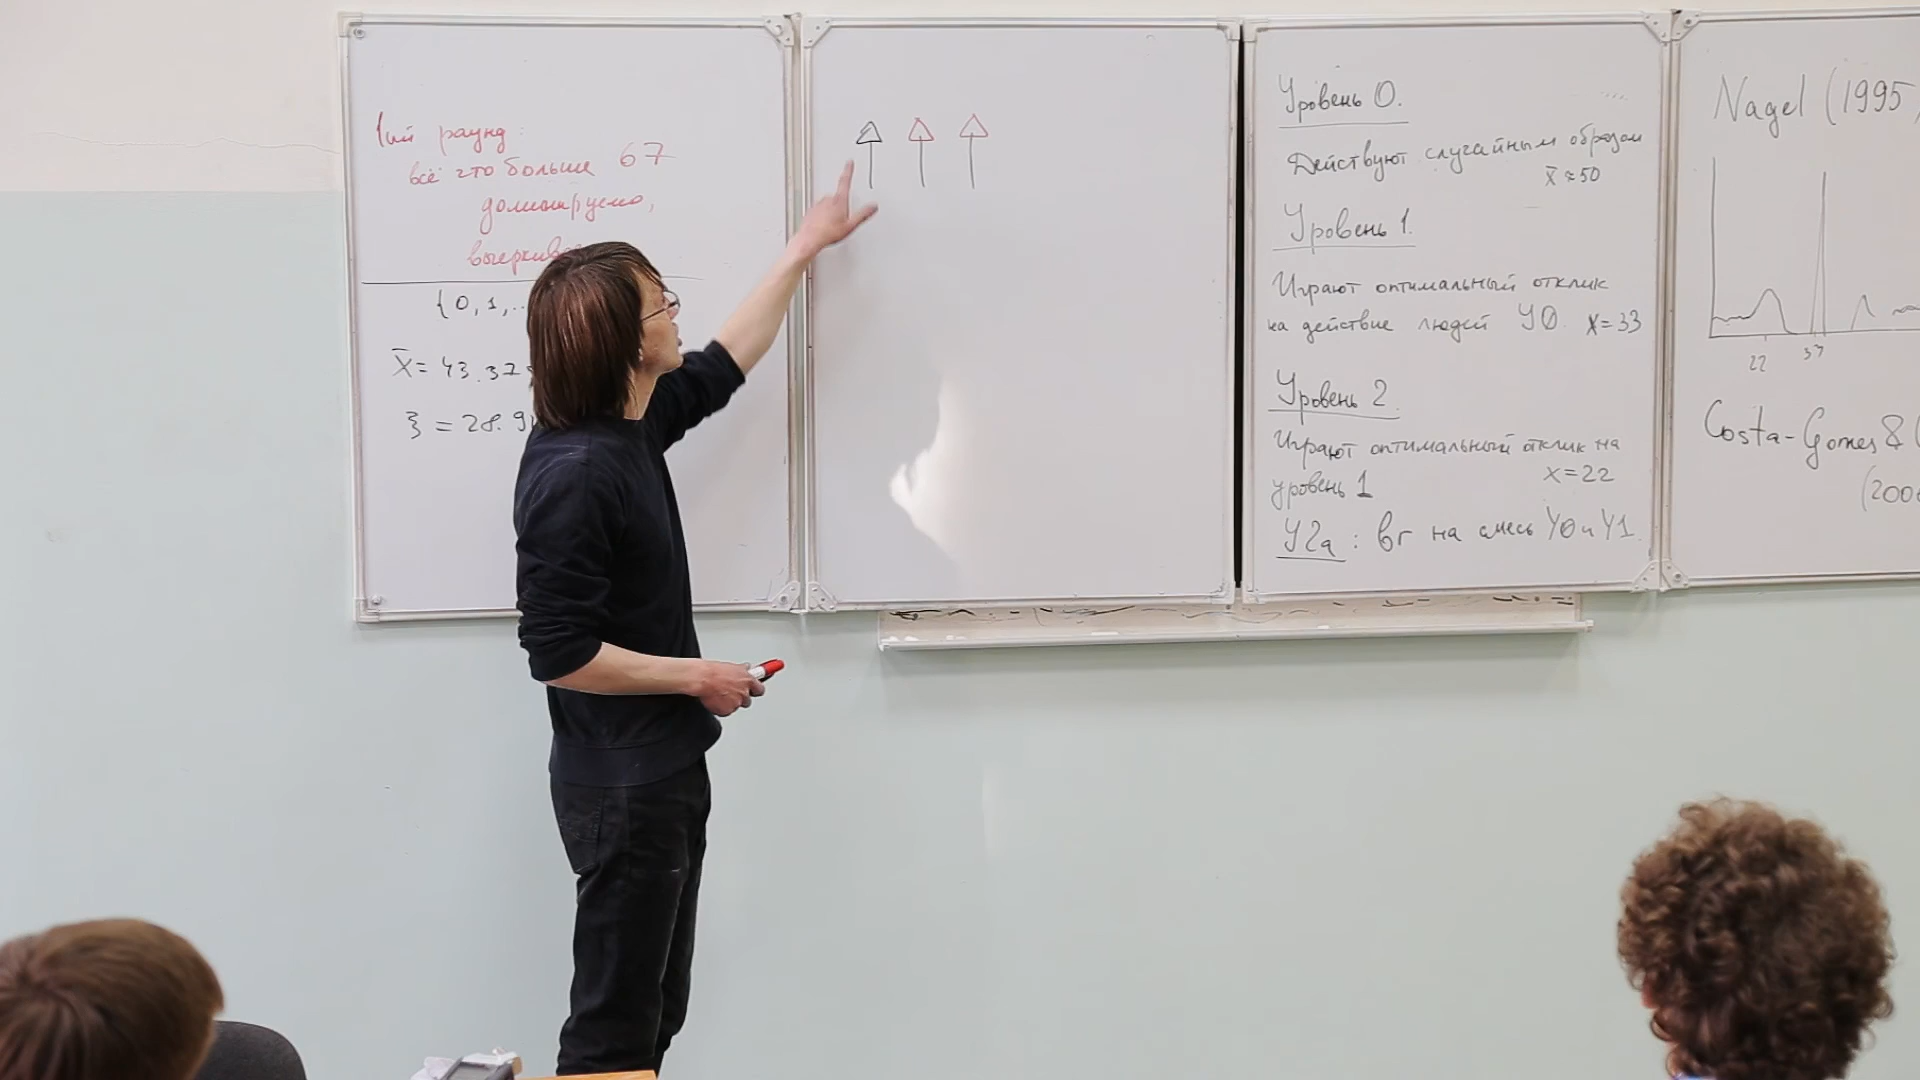 1ый раунд:
всё что больше 67
доминируемо,
{0, 1, ..
x̄ = 43.37
= 28.9
Уровень 0.
Действуют случайным образом
x̄ ≈ 50
Уровень 1.
Играют оптимальный отклик
на действие людей У0. x=33
Уровень 2
Играют оптимальный отклик на
уровень 1 x=22
У2а : br на смесь У0 и У1.
Nagel (1995
22
Costa-Gomes &
(200